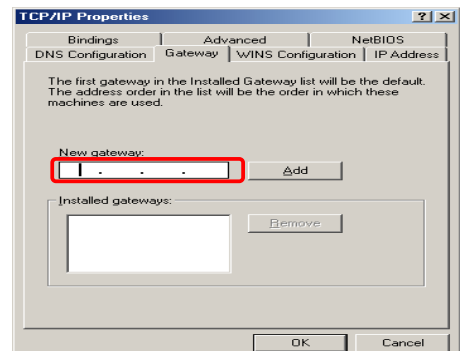 TCP/IP Properties
Bindings Advanced NetBIOS
DNS Configuration Gateway WINS Configuration IP Address
The first gateway in the Installed Gateway list will be the default.
The address order in the list will be the order in which these
machines are used.
New gateway:
. . .
Add
Installed gateways:
Remove
OK Cancel